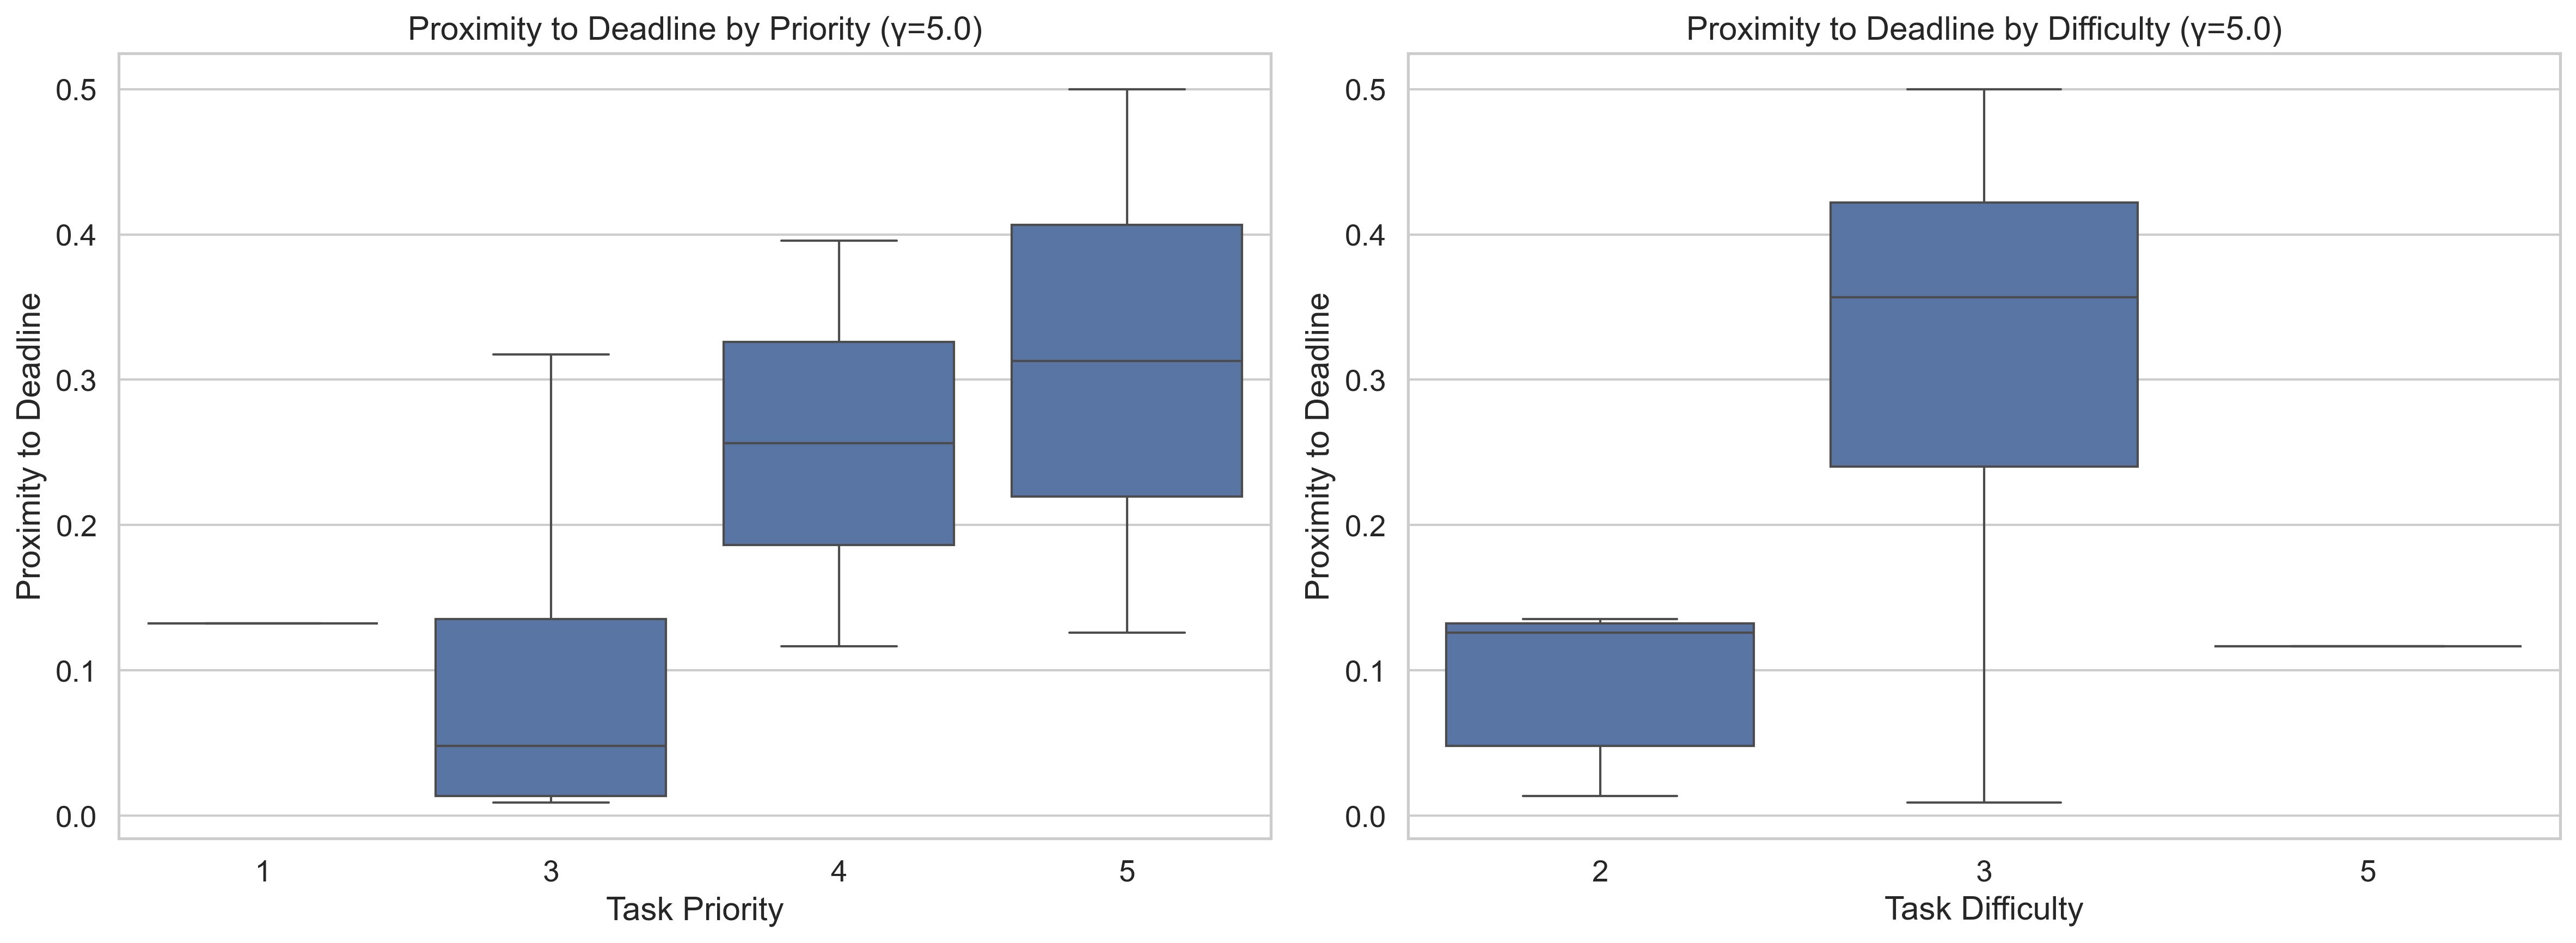 Proximity to Deadline by Priority (γ=5.0)
Proximity to Deadline
0.5
0.4
0.3
0.2
0.1
0.0
1 3 4 5
Task Priority
Proximity to Deadline by Difficulty (γ=5.0)
Proximity to Deadline
0.5
0.4
0.3
0.2
0.1
0.0
2 3 5
Task Difficulty